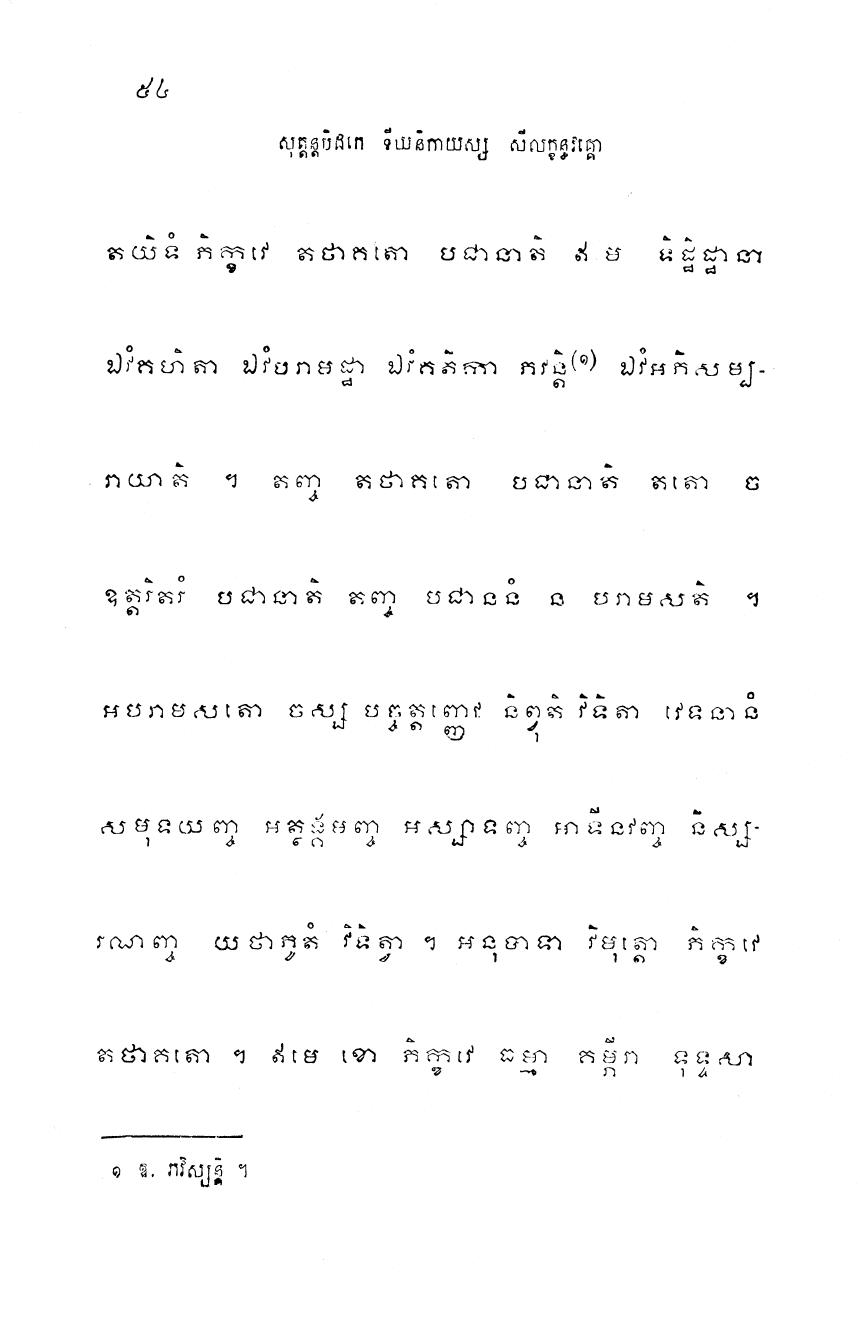 ៥៤
សុត្តន្តបិដកេ ទីឃនិកាយស្ស សីលក្ខន្ធវគ្គោ
តយិទំ ភិក្ខវេ តថាគតោ បជានាតិ ឥម ទិដ្ឋិដ្ឋានា
ឯវំគហិតា ឯវំបរាមដ្ឋា ឯវំគតិកា ភវន្តិ(១) ឯវំអភិសម្ប-
រាយាតិ ។ តញ្ច តថាគតោ បជានាតិ តតោ ច
ឧត្តរិតរំ បជានាតិ តញ្ច បជាននំ ន បរាមសតិ ។
អបរាមសតោ ចស្ស បច្ចត្តញ្ញេវ និព្វុតិ វិទិតា វេទនានំ
សមុទយញ្ច អត្ថង្គមញ្ច អស្សាទញ្ច អាទីនវញ្ច និស្ស-
រណញ្ច យថាភូតំ វិទិត្វា ។ អនុបាទា វិមុត្តោ ភិក្ខវេ
តថាគតោ ។ ឥមេ ខោ ភិក្ខវេ ធម្មា គម្ភីរា ទុទ្ទសា
១ ឱ. ភវិស្សន្តិ ។